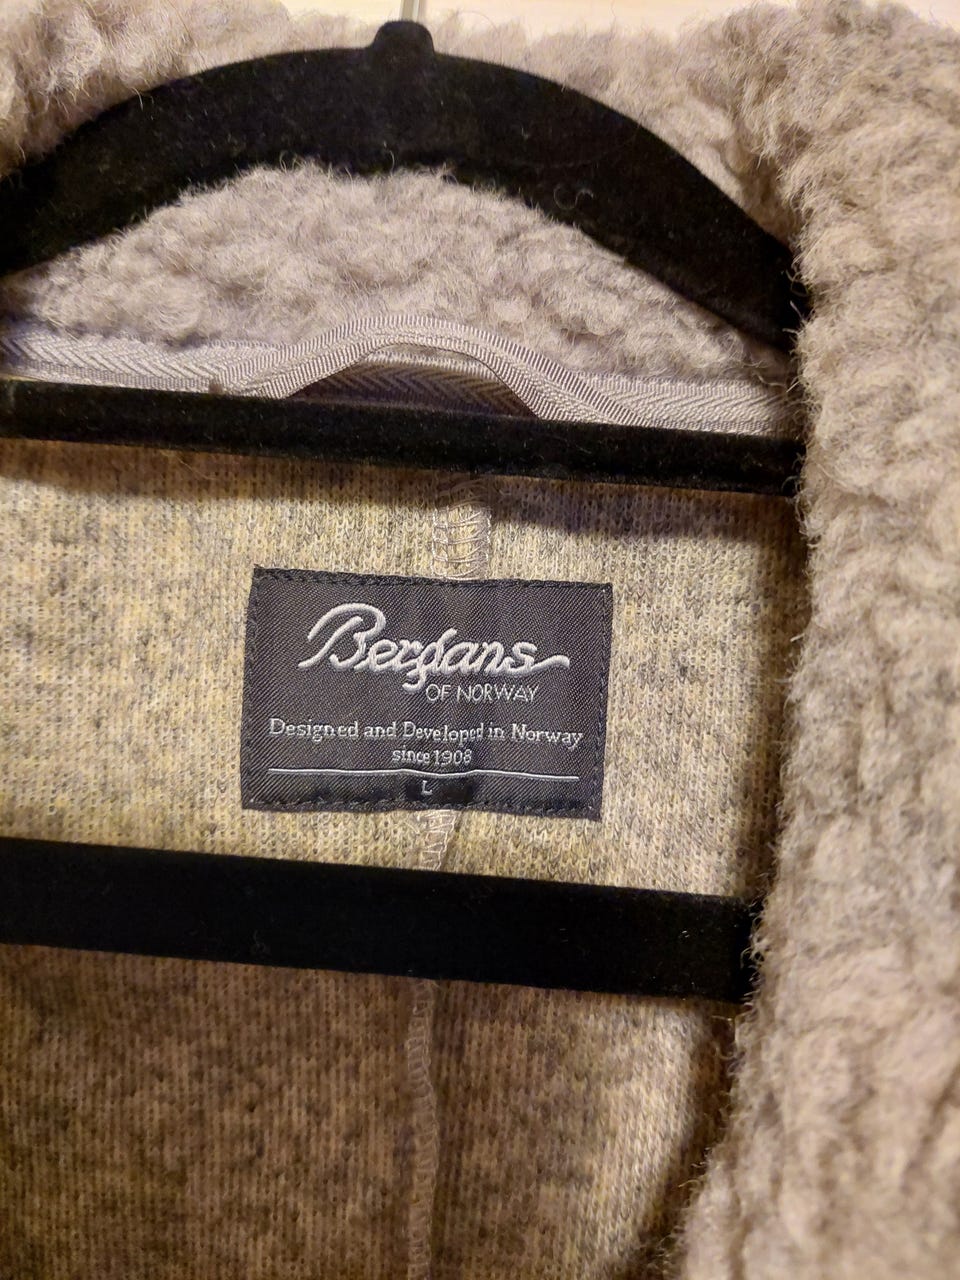 Bergans
OF NORWAY
Designed and Developed in Norway
since 1908
L